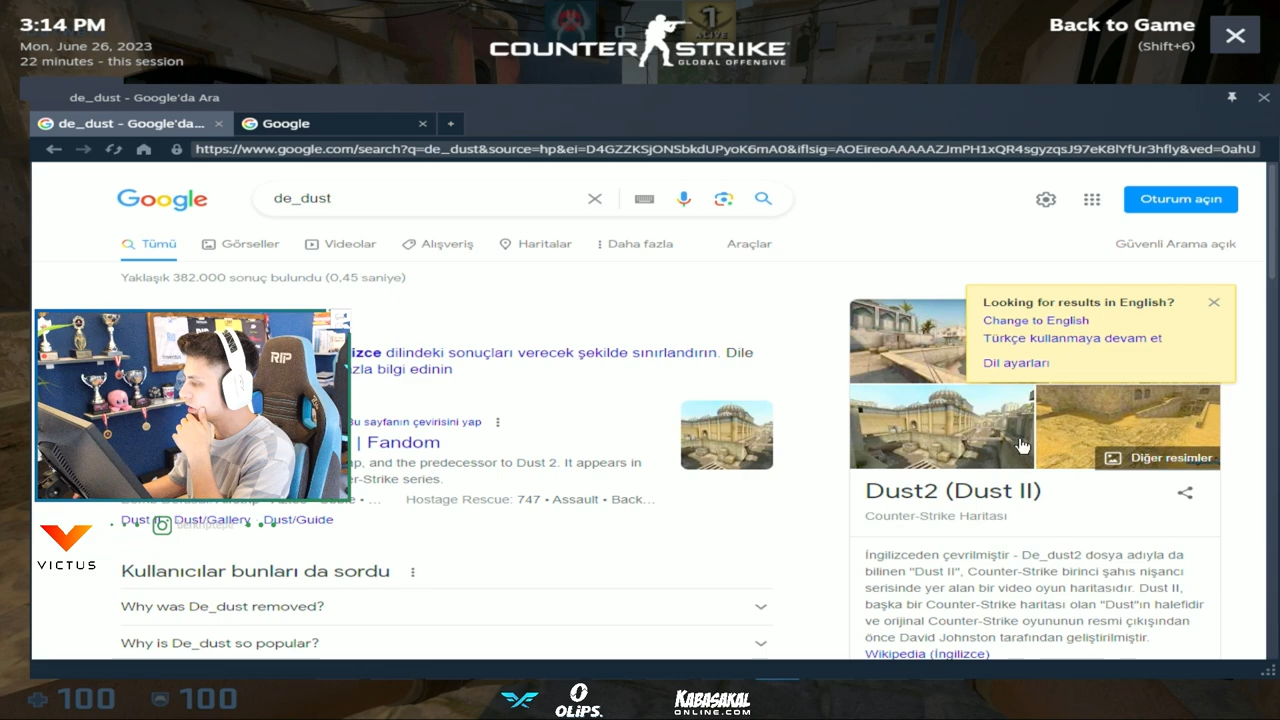 3:14 PM
Mon, June 26, 2023
22 minutes - this session
COUNTER STRIKE
GLOBAL OFFENSIVE
1
ALIVE
Back to Game
(Shift+6)
de_dust - Google'da Ara
de_dust - Google'da...
Google
https://www.google.com/search?q=de_dust&source=hp&ei=D4GZZKSjONSbkdUPyoK6mA0&iflsig=AOEireoAAAAAZJmPH1xQR4sgyzqsJ97eK8lYfUr3hfly&ved=0ahU
Google
de_dust
Oturum açın
Tümü
Görseller
Videolar
Alışveriş
Haritalar
Daha fazla
Araçlar
Güvenli Arama açık
Yaklaşık 382.000 sonuç bulundu (0,45 saniye)
Looking for results in English?
Change to English
Türkçe kullanmaya devam et
Dil ayarları
izce dilindeki sonuçları verecek şekilde sınırlandırın. Dile
zla bilgi edinin
Bu sayfanın çevirisini yap
| Fandom
p, and the predecessor to Dust 2. It appears in
r-Strike series.
Hostage Rescue: 747 • Assault • Back...
Dust II
Dust/Gallery
Dust/Guide
RIP
VICTUS
Kullanıcılar bunları da sordu
Why was De_dust removed?
Why is De_dust so popular?
Diğer resimler
Dust2 (Dust II)
Counter-Strike Haritası
İngilizceden çevrilmiştir - De_dust2 dosya adıyla da
bilinen "Dust II", Counter-Strike birinci şahıs nişancı
serisinde yer alan bir video oyun haritasıdır. Dust II,
başka bir Counter-Strike haritası olan "Dust"ın halefidir
ve orijinal Counter-Strike oyununun resmi çıkışından
önce David Johnston tarafından geliştirilmiştir.
Wikipedia (İngilizce)
100
100
OLiPS.
KABASAKAL
ONLINE.COM